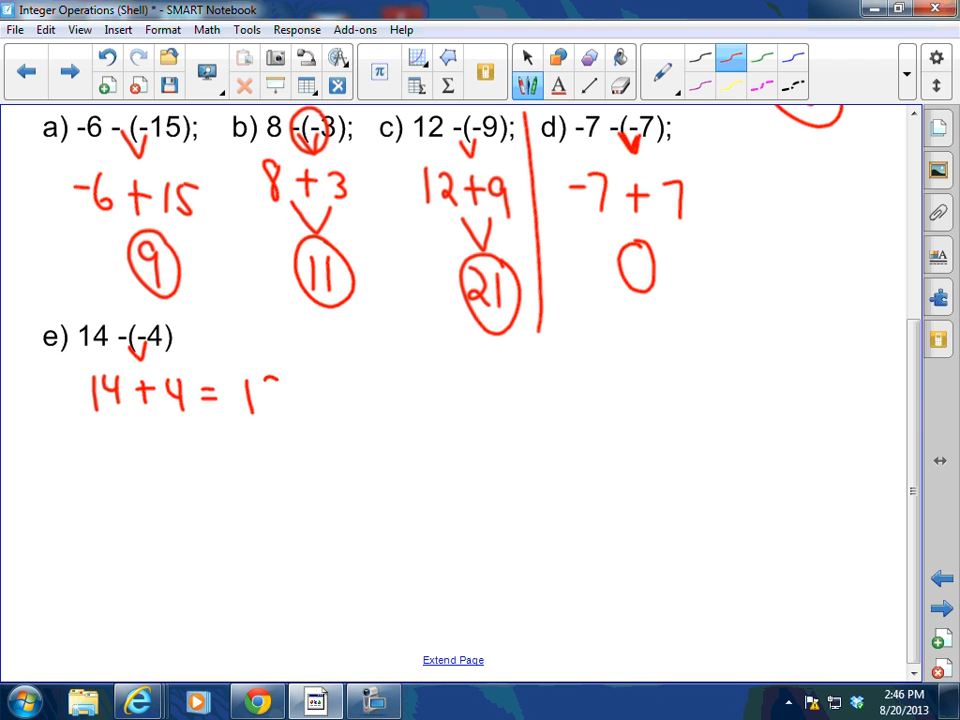 Integer Operations (Shell) * - SMART Notebook
File Edit View Insert Format Math Tools Response Add-ons Help
a) -6 - (-15); b) 8 -(-3); c) 12 -(-9); d) -7 -(-7);
-6 + 15 8 + 3 12 + 9 -7 + 7
9 11 21 0
e) 14 -(-4)
14 + 4 = 1
Extend Page
2:46 PM
8/20/2013